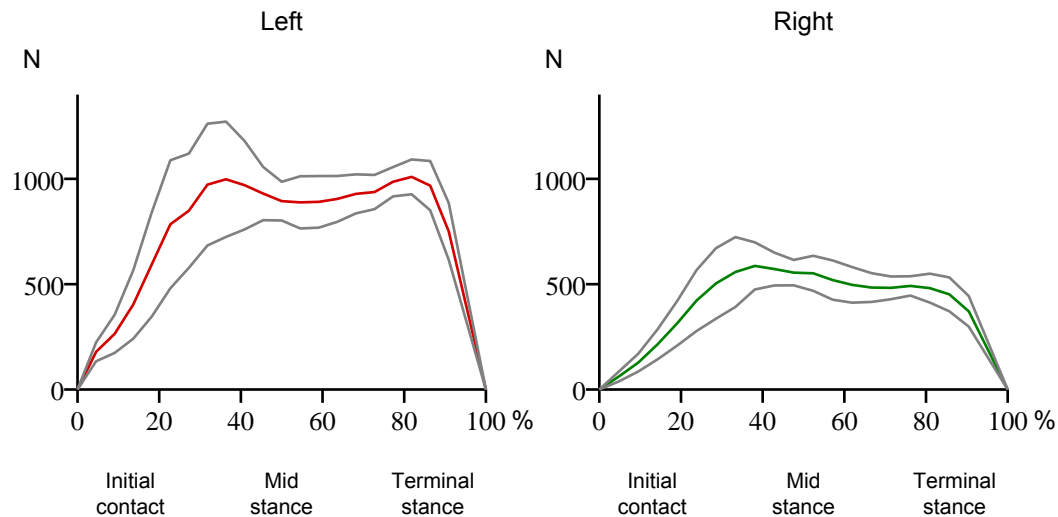 Left
N
1000
500
0
0 20 40 60 80 100 %
Initial contact
Mid stance
Terminal stance
Right
N
1000
500
0
0 20 40 60 80 100 %
Initial contact
Mid stance
Terminal stance